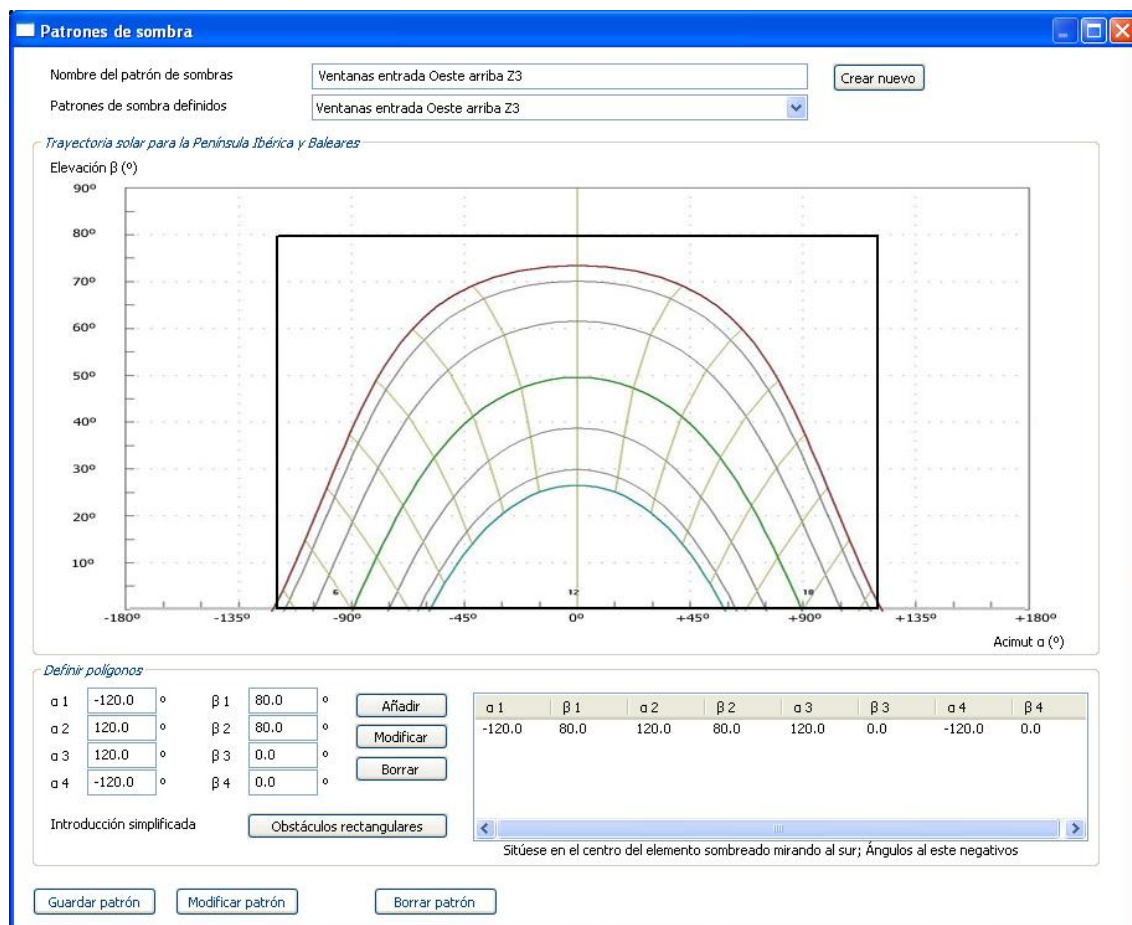 Patrones de sombra
Nombre del patrón de sombras
Ventanas entrada Oeste arriba Z3
Crear nuevo
Patrones de sombra definidos
Ventanas entrada Oeste arriba Z3
Trayectoria solar para la Península Ibérica y Baleares
Elevación β (º)
90º
80º
70º
60º
50º
40º
30º
20º
10º
6 12 18
-180º -135º -90º -45º 0º +45º +90º +135º +180º
Acimut α (º)
Definir polígonos
α 1 -120.0 º β 1 80.0 º Añadir
α 2 120.0 º β 2 80.0 º Modificar
α 3 120.0 º β 3 0.0 º Borrar
α 4 -120.0 º β 4 0.0 º
α 1 β 1 α 2 β 2 α 3 β 3 α 4 β 4
-120.0 80.0 120.0 80.0 120.0 0.0 -120.0 0.0
Introducción simplificada
Obstáculos rectangulares
Sitúese en el centro del elemento sombreado mirando al sur; Ángulos al este negativos
Guardar patrón
Modificar patrón
Borrar patrón